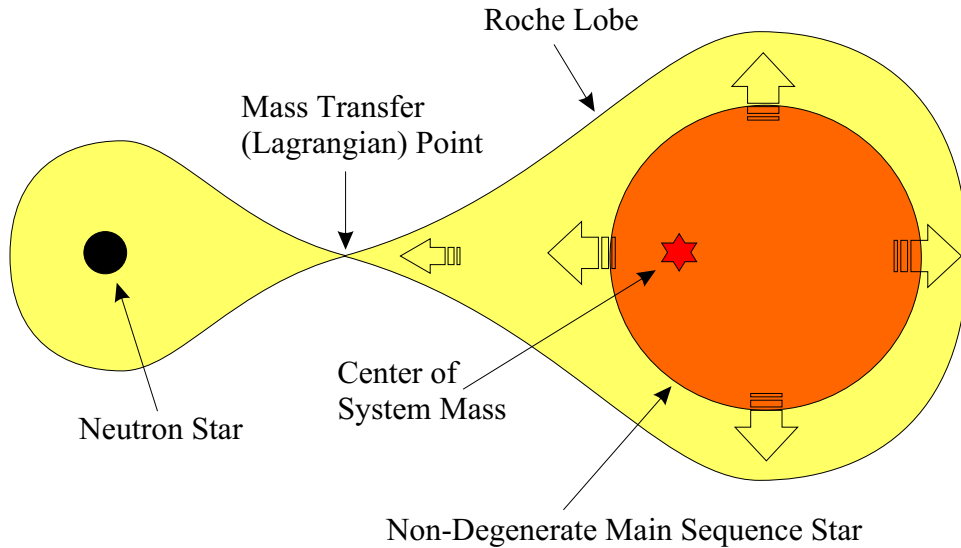 Roche Lobe
Mass Transfer
(Lagrangian) Point
Center of
System Mass
Neutron Star
Non-Degenerate Main Sequence Star